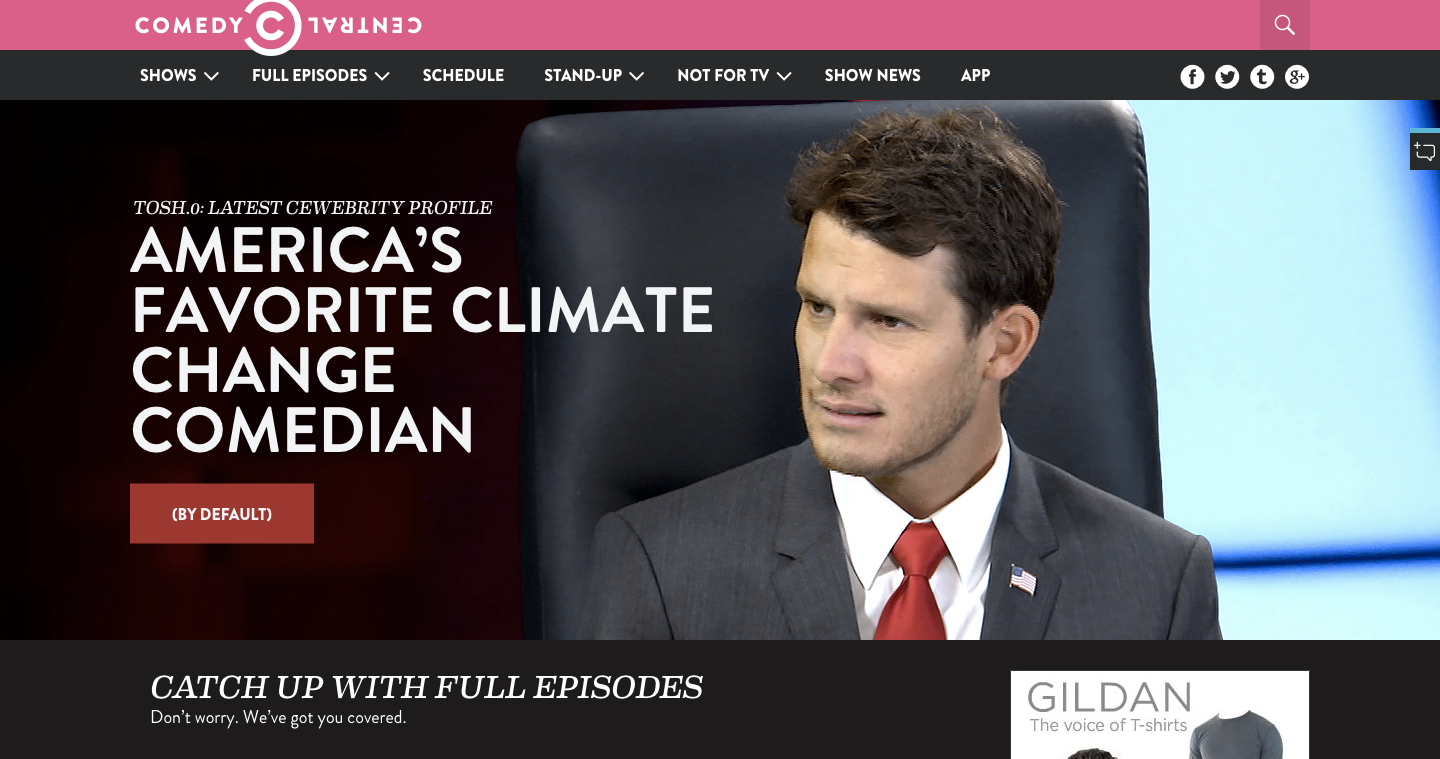 COMEDY CENTRAL
SHOWS FULL EPISODES SCHEDULE STAND-UP NOT FOR TV SHOW NEWS APP
TOSH.0: LATEST CEWEBRITY PROFILE
AMERICA'S
FAVORITE CLIMATE
CHANGE
COMEDIAN
(BY DEFAULT)
CATCH UP WITH FULL EPISODES
Don't worry. We've got you covered.
GILDAN
The voice of T-shirts